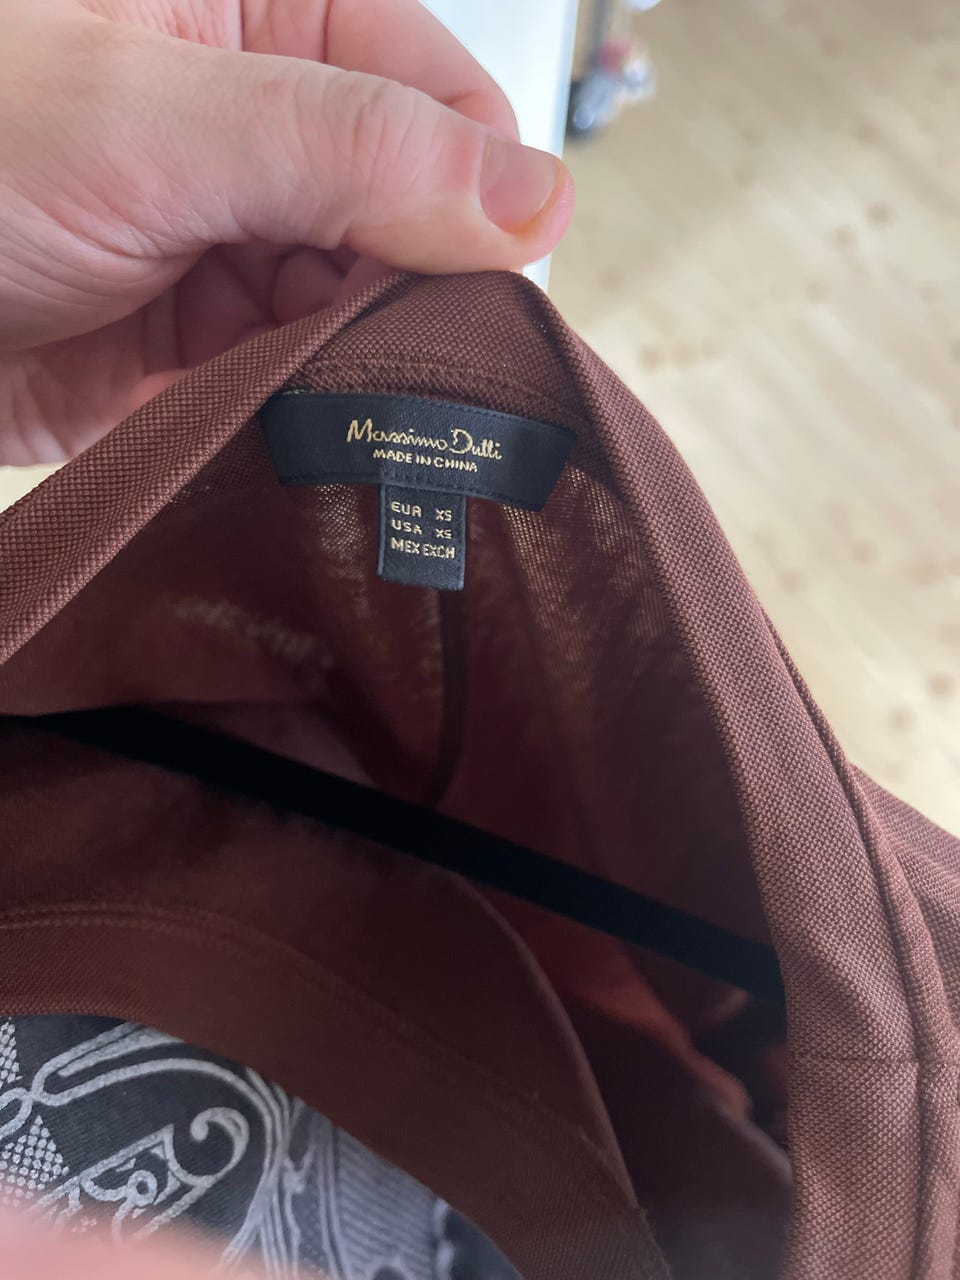 Massimo Dutti
MADE IN CHINA
EUR XS
USA XS
MEX EXCH